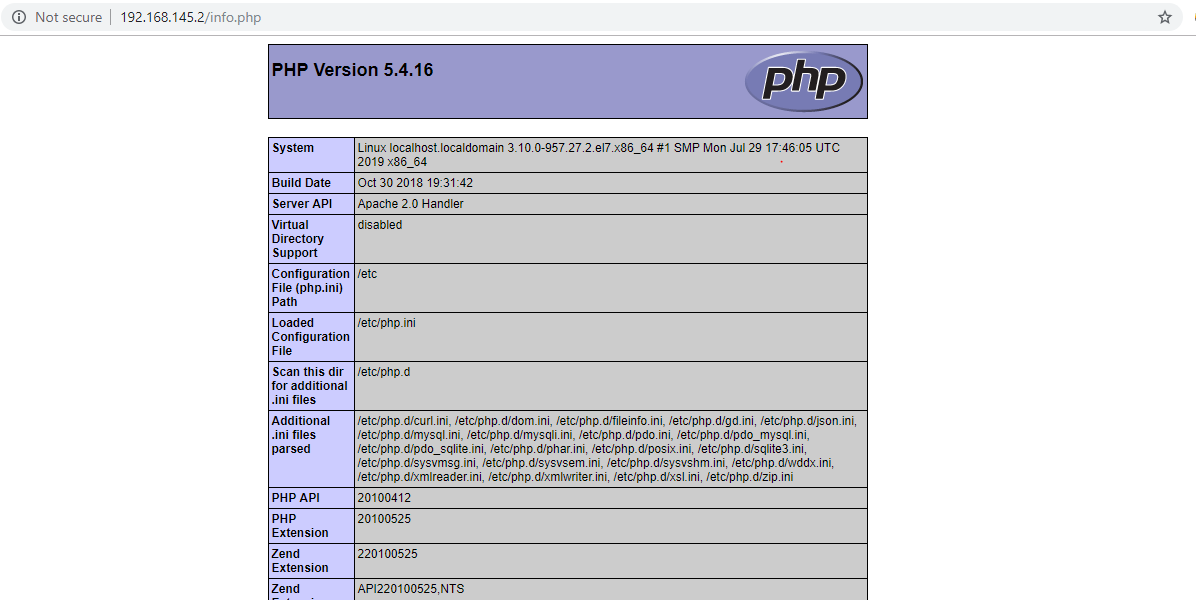 Not secure | 192.168.145.2/info.php
PHP Version 5.4.16
php
System
Linux localhost.localdomain 3.10.0-957.27.2.el7.x86_64 #1 SMP Mon Jul 29 17:46:05 UTC
2019 x86_64
Build Date
Oct 30 2018 19:31:42
Server API
Apache 2.0 Handler
Virtual
Directory
Support
disabled
Configuration
File (php.ini)
Path
/etc
Loaded
Configuration
File
/etc/php.ini
Scan this dir
for additional
.ini files
/etc/php.d
Additional
.ini files
parsed
/etc/php.d/curl.ini, /etc/php.d/dom.ini, /etc/php.d/fileinfo.ini, /etc/php.d/gd.ini, /etc/php.d/json.ini,
/etc/php.d/mysql.ini, /etc/php.d/mysqli.ini, /etc/php.d/pdo.ini, /etc/php.d/pdo_mysql.ini,
/etc/php.d/pdo_sqlite.ini, /etc/php.d/phar.ini, /etc/php.d/posix.ini, /etc/php.d/sqlite3.ini,
/etc/php.d/sysvmsg.ini, /etc/php.d/sysvsem.ini, /etc/php.d/sysvshm.ini, /etc/php.d/wddx.ini,
/etc/php.d/xmlreader.ini, /etc/php.d/xmlwriter.ini, /etc/php.d/xsl.ini, /etc/php.d/zip.ini
PHP API
20100412
PHP
Extension
20100525
Zend
Extension
220100525
Zend
API220100525,NTS